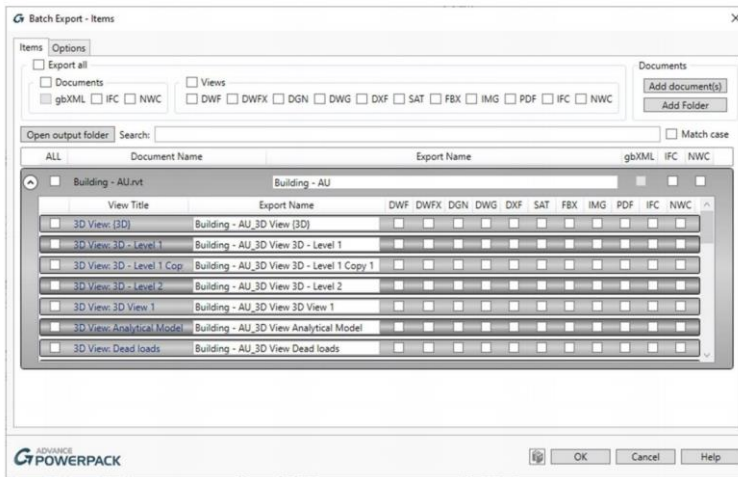 Batch Export - Items
Items Options
Export all
Documents
gbXML IFC NWC
Views
DWF DWFX DGN DWG DXF SAT FBX IMG PDF IFC NWC
Documents
Add document(s)
Add Folder
Open output folder Search: Match case
ALL Document Name Export Name gbXML IFC NWC
Building - AU.rvt Building - AU
View Title Export Name DWF DWFX DGN DWG DXF SAT FBX IMG PDF IFC NWC
3D View: {3D} Building - AU_3D View {3D}
3D View: 3D - Level 1 Building - AU_3D View 3D - Level 1
3D View: 3D - Level 1 Cop Building - AU_3D View 3D - Level 1 Copy 1
3D View: 3D - Level 2 Building - AU_3D View 3D - Level 2
3D View: 3D View 1 Building - AU_3D View 3D View 1
3D View: Analytical Model Building - AU_3D View Analytical Model
3D View: Dead loads Building - AU_3D View Dead loads
ADVANCE
POWERPACK
OK Cancel Help